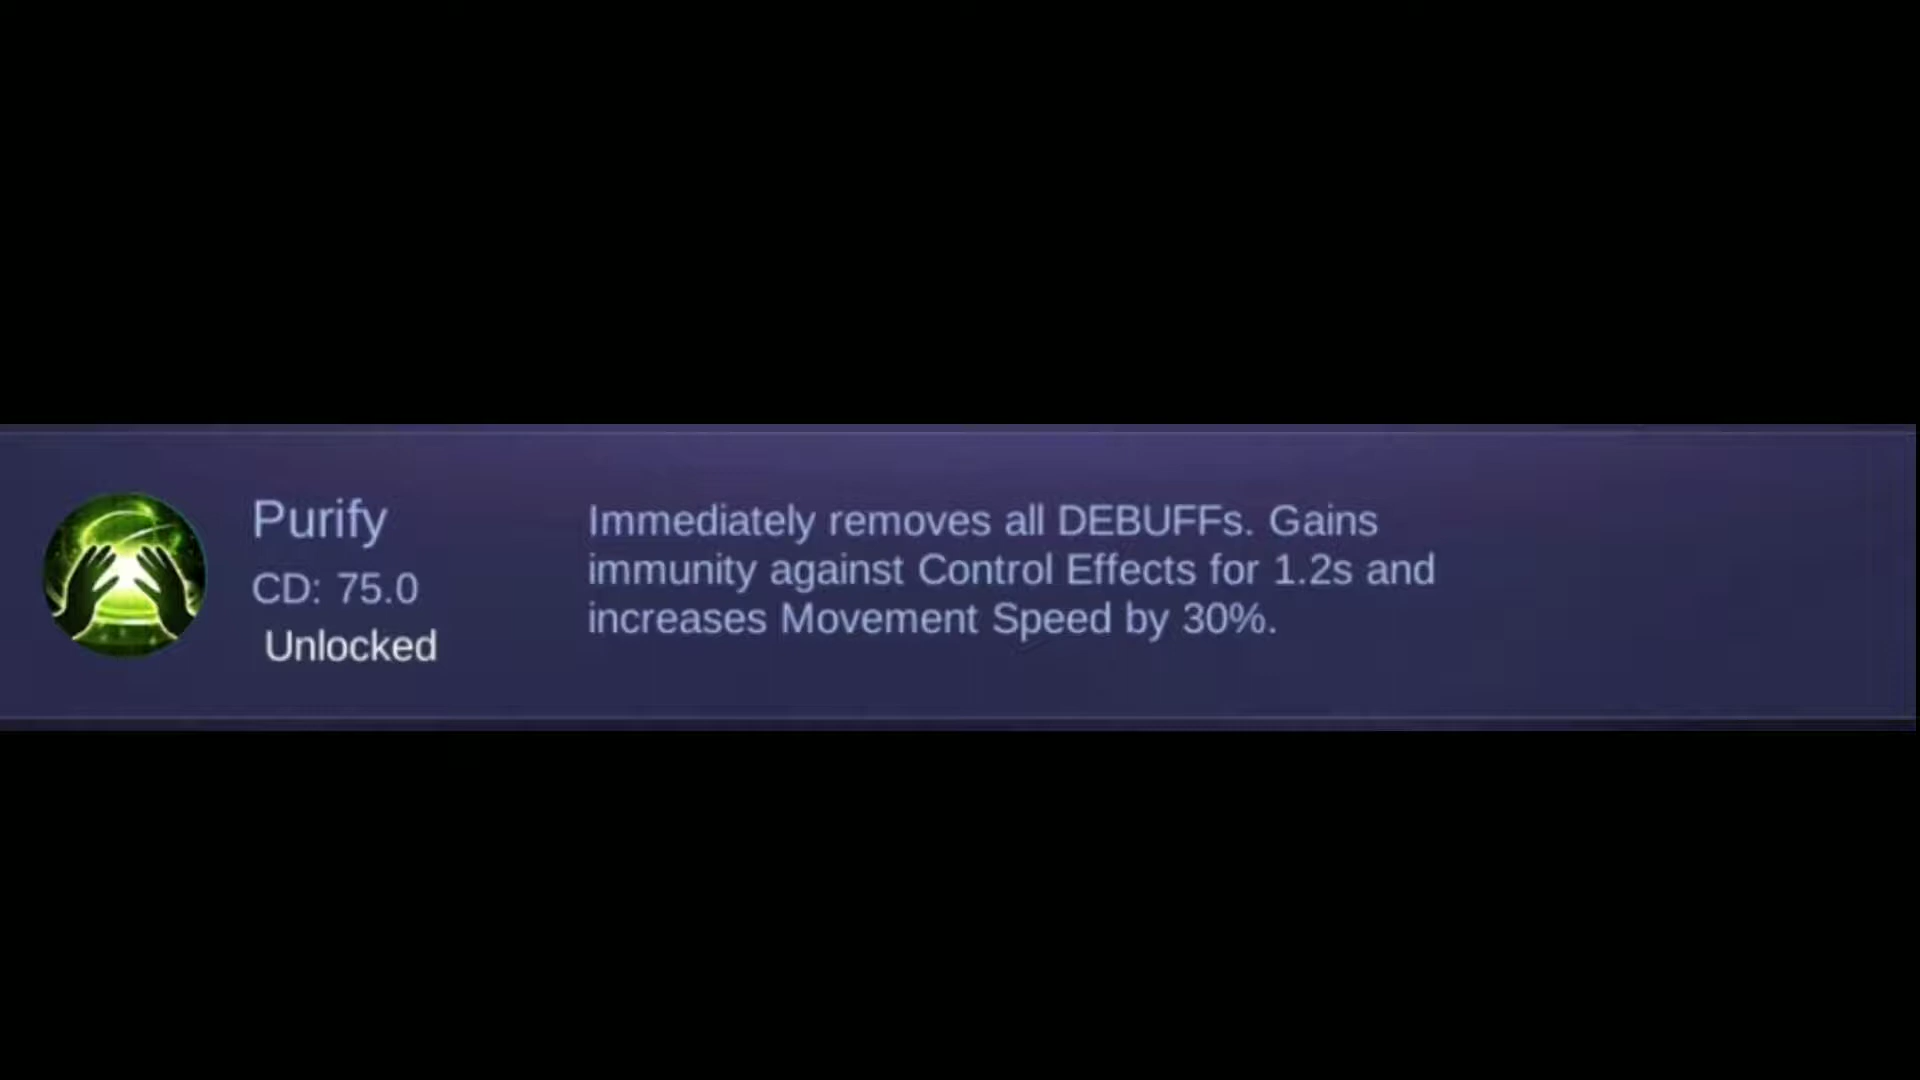 Purify
CD: 75.0
Unlocked
Immediately removes all DEBUFFs. Gains
immunity against Control Effects for 1.2s and
increases Movement Speed by 30%.